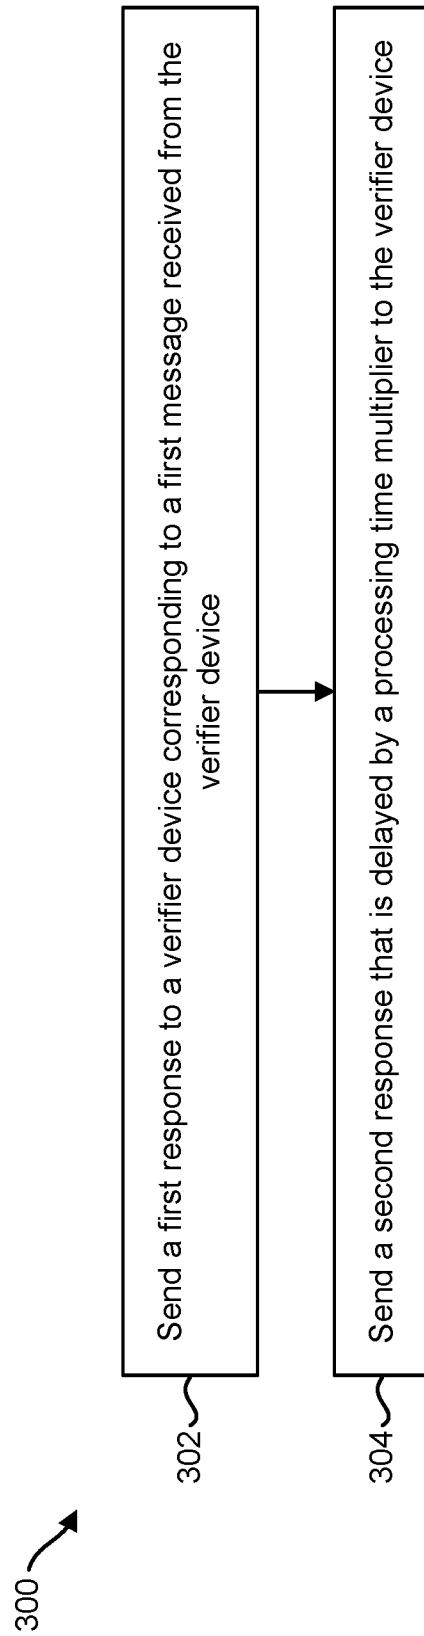 300
302
Send a first response to a verifier device corresponding to a first message received from the
verifier device
304
Send a second response that is delayed by a processing time multiplier to the verifier device